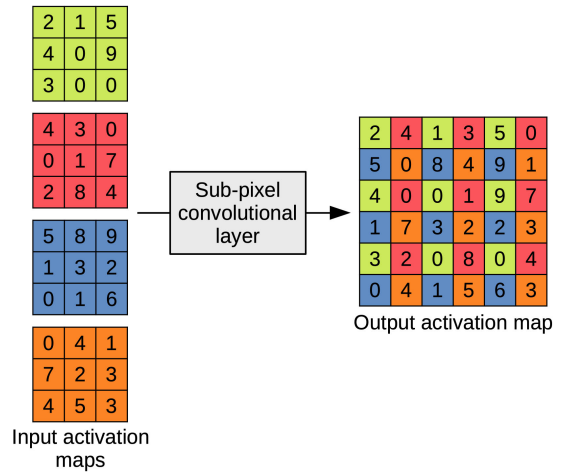 2 1 5
4 0 9
3 0 0
4 3 0
0 1 7
2 8 4
5 8 9
1 3 2
0 1 6
0 4 1
7 2 3
4 5 3
Input activation
maps
Sub-pixel
convolutional
layer
2 4 1 3 5 0
5 0 8 4 9 1
4 0 0 1 9 7
1 7 3 2 2 3
3 2 0 8 0 4
0 4 1 5 6 3
Output activation map